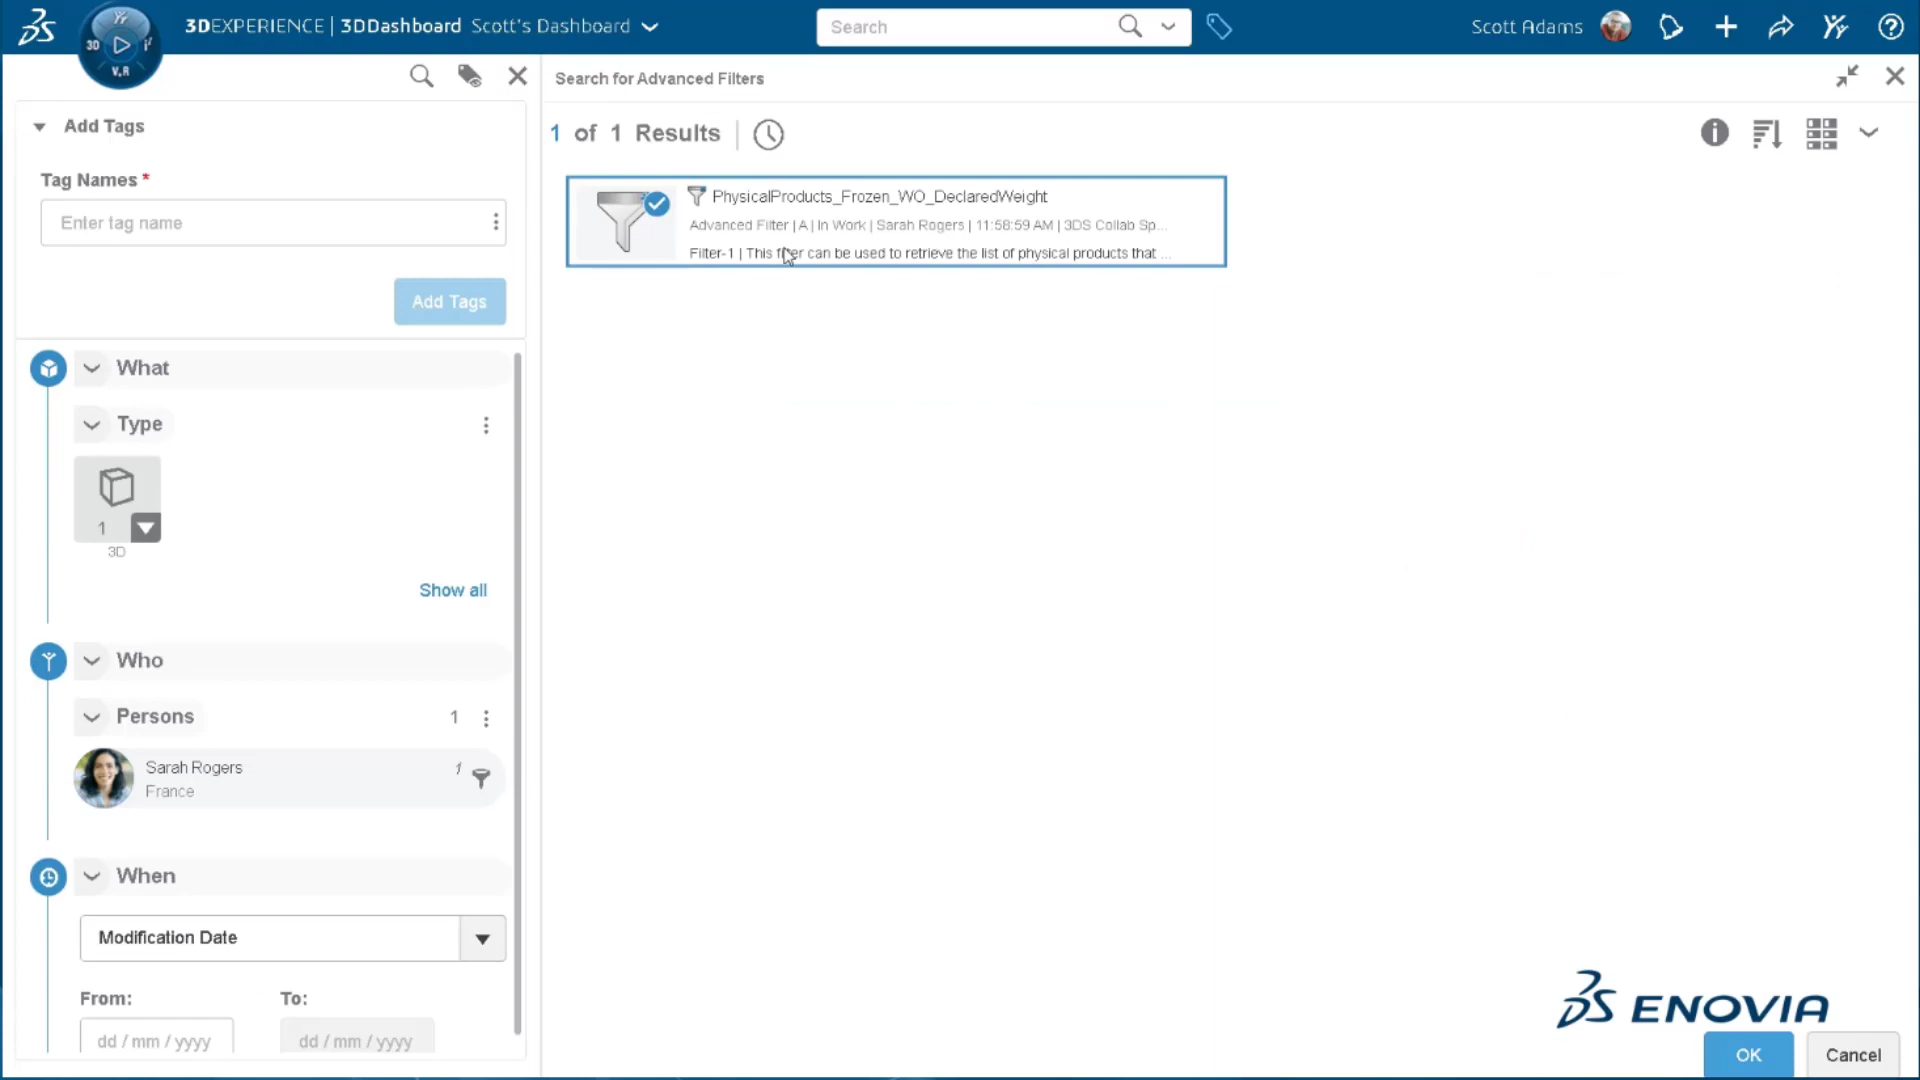 3DEXPERIENCE | 3DDashboard Scott's Dashboard
Search
Scott Adams
3D
V.R
Add Tags
Tag Names *
Enter tag name
Add Tags
What
Type
1
3D
Show all
Who
Persons 1
Sarah Rogers 1
France
When
Modification Date
From: To:
dd / mm / yyyy dd / mm / yyyy
Search for Advanced Filters
1 of 1 Results
PhysicalProducts_Frozen_WO_DeclaredWeight
Advanced Filter | A | In Work | Sarah Rogers | 11:58:59 AM | 3DS Collab Sp...
Filter-1 | This filter can be used to retrieve the list of physical products that ...
ENOVIA
OK Cancel